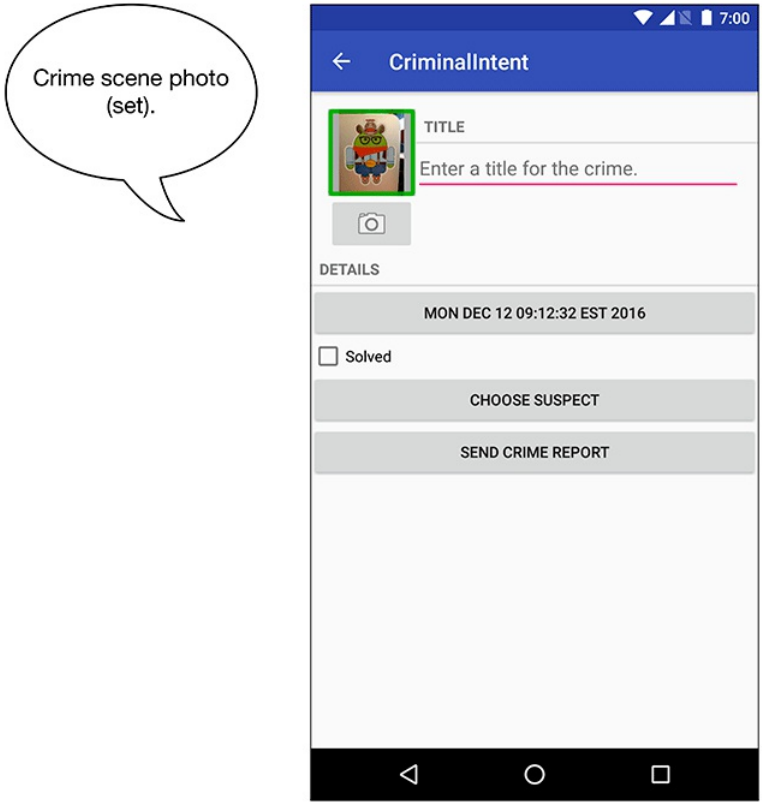 Crime scene photo
(set).
7:00
CriminalIntent
TITLE
Enter a title for the crime.
DETAILS
MON DEC 12 09:12:32 EST 2016
Solved
CHOOSE SUSPECT
SEND CRIME REPORT